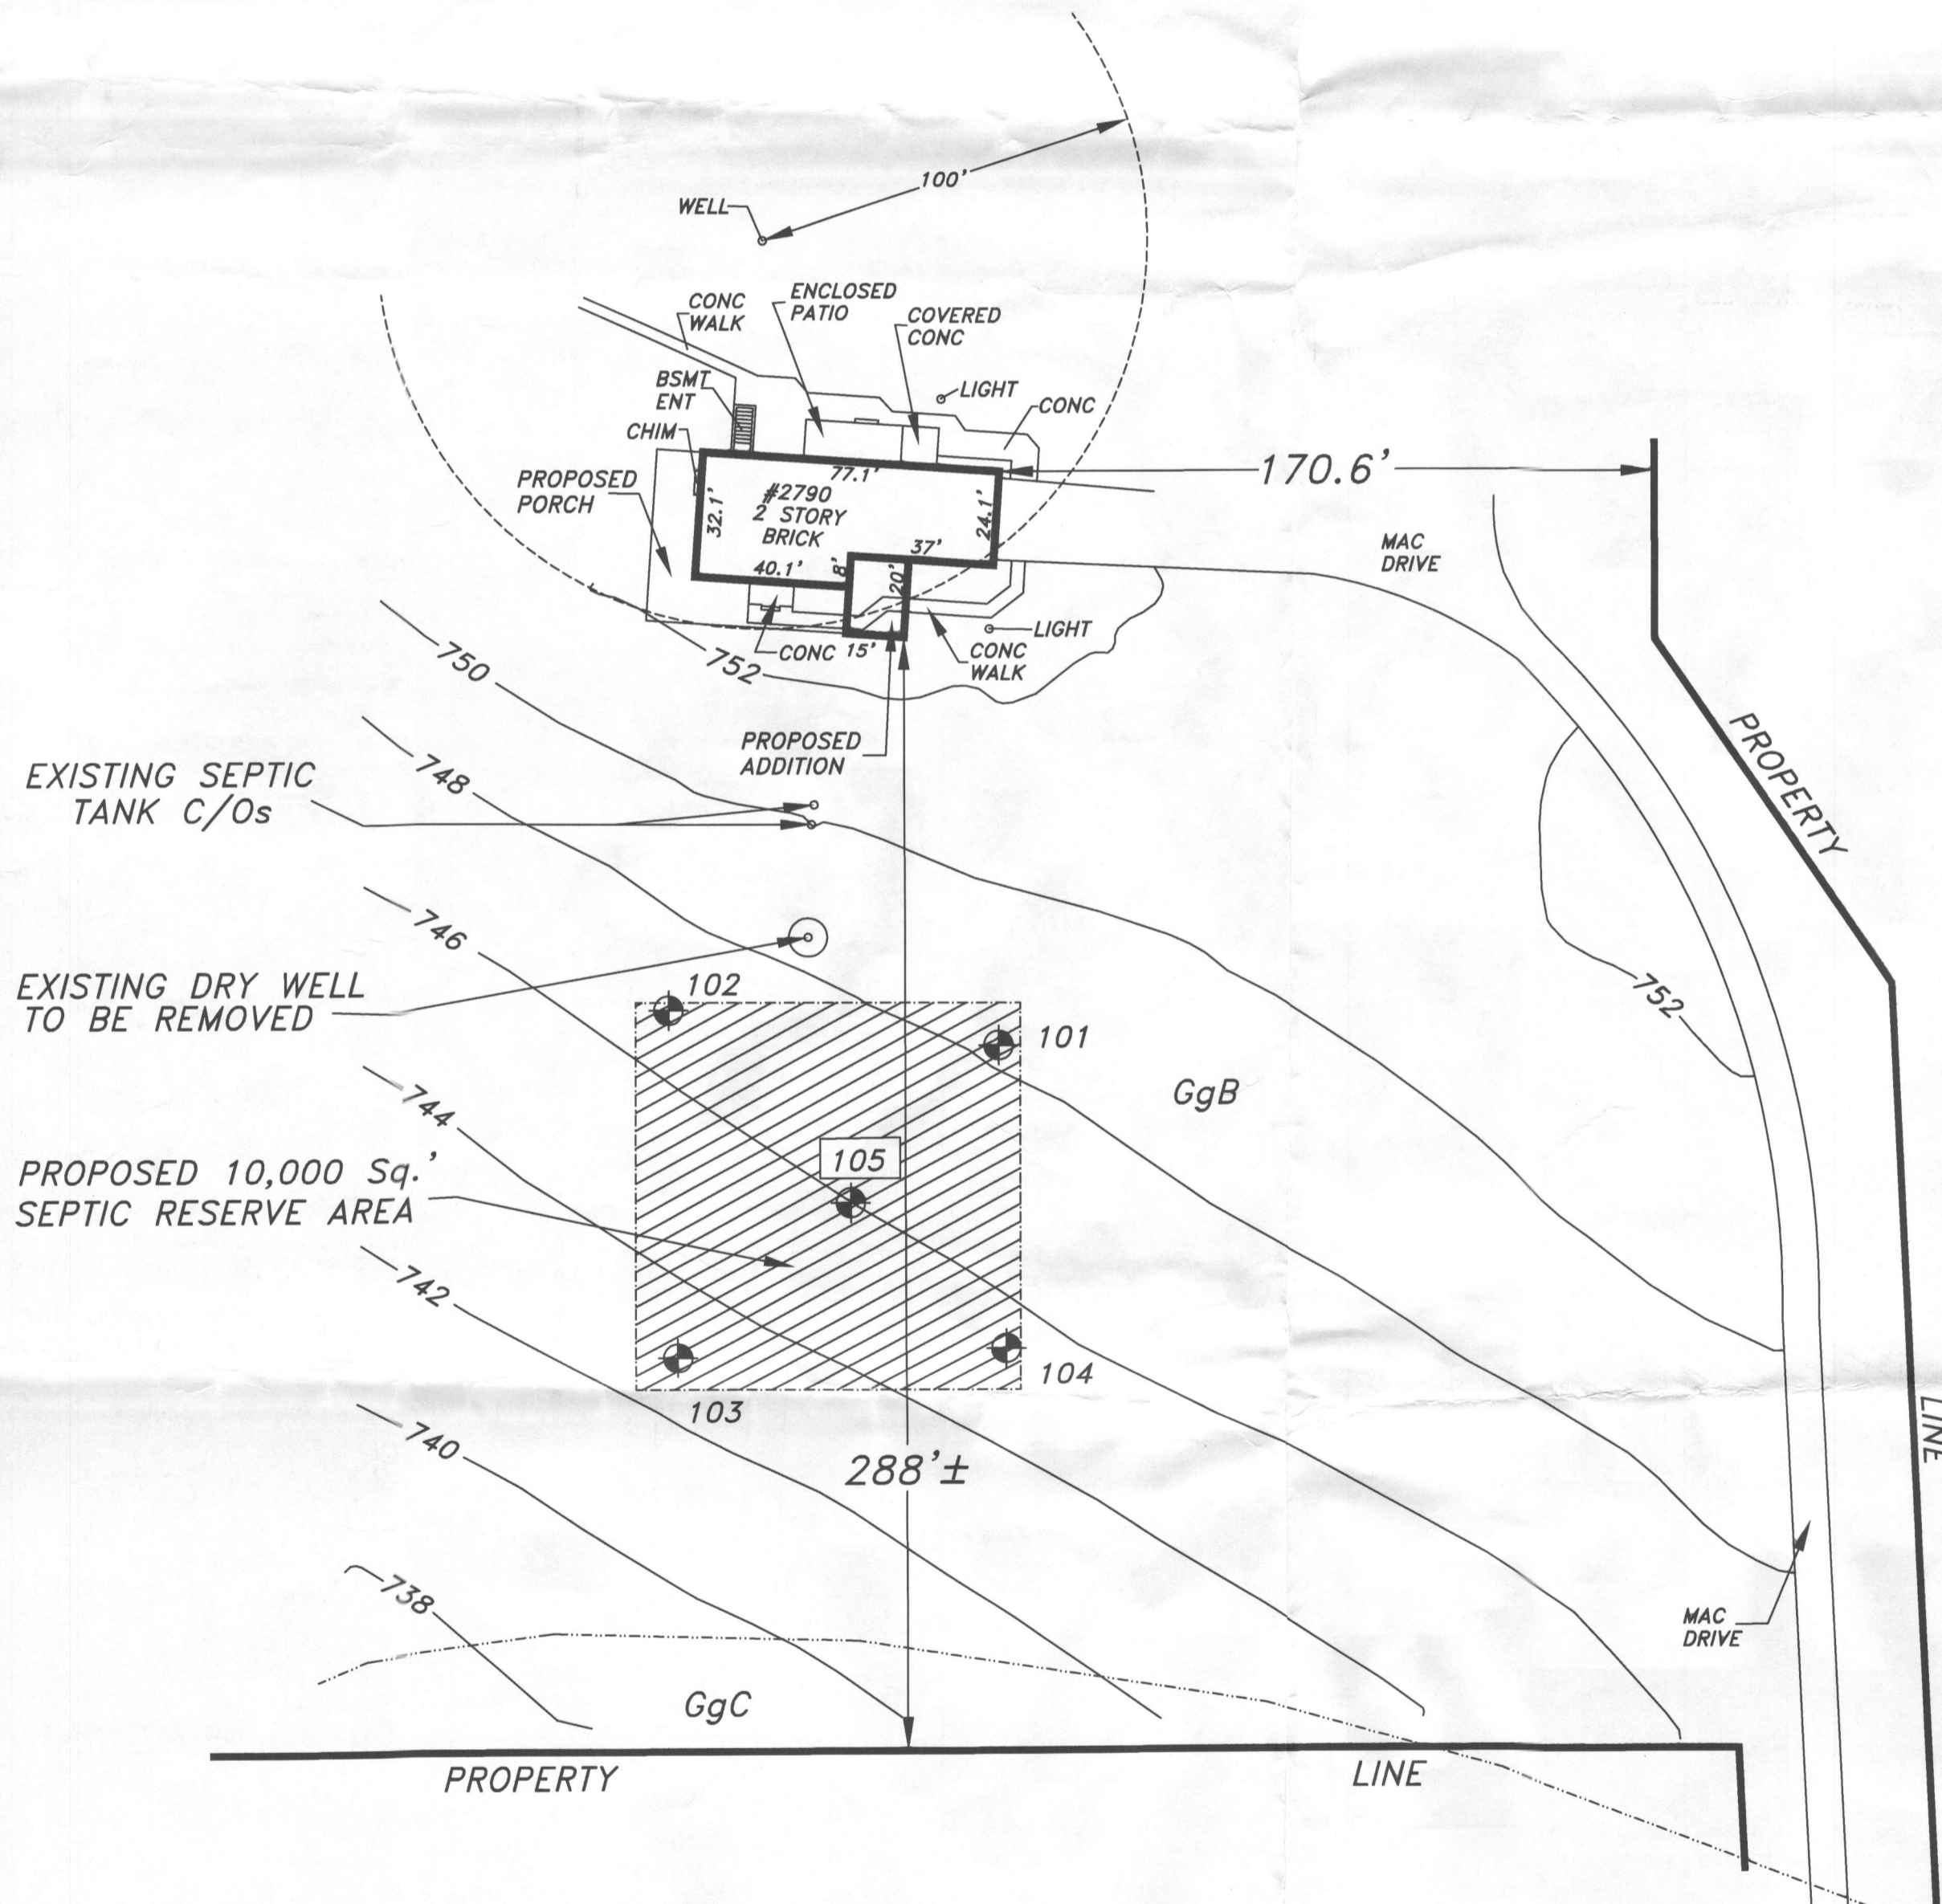 100'
WELL
CONC
WALK
ENCLOSED
PATIO
COVERED
CONC
BSMT
ENT
LIGHT
CONC
CHIM
PROPOSED
PORCH
77.1'
170.6'
#2790
2 STORY
BRICK
32.1'
24.1'
37'
40.1'
8'
20'
MAC
DRIVE
LIGHT
CONC
15'
CONC
WALK
752
750
PROPOSED
ADDITION
PROPERTY
748
EXISTING SEPTIC
TANK C/Os
746
EXISTING DRY WELL
TO BE REMOVED
102
101
752
GgB
744
105
PROPOSED 10,000 Sq.'
SEPTIC RESERVE AREA
742
104
103
740
LINE
288'±
738
MAC
DRIVE
GgC
PROPERTY
LINE